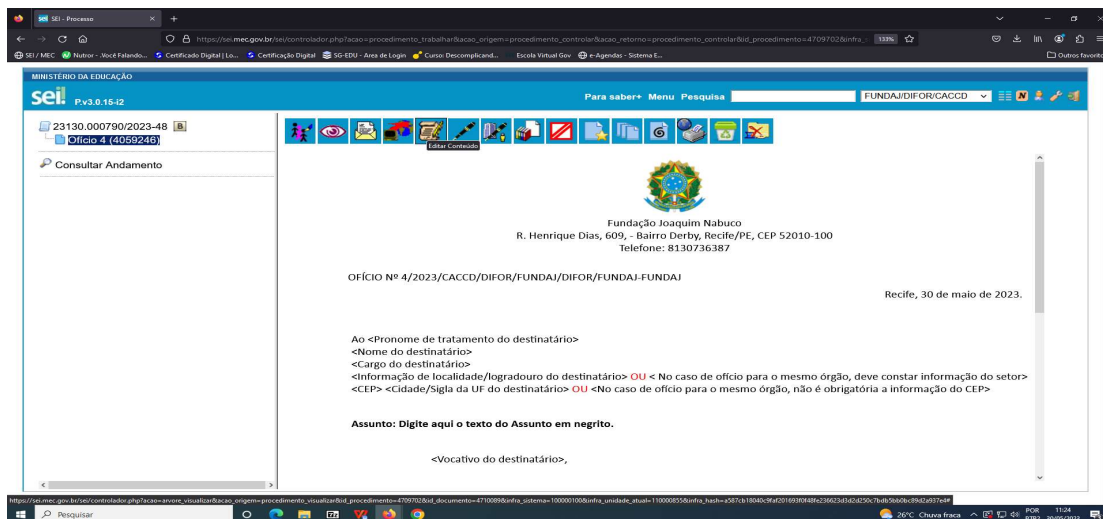 SEI - Processo
https://sei.mec.gov.br/sei/controlador.php?acao=procedimento_trabalhar&acao_origem=procedimento_controlar&acao_retorno=procedimento_controlar&id_procedimento=4709702&infra_s 133%
SEI / MEC Nutror - .Você Falando... Certificado Digital | Lo... Certificação Digital SG-EDU - Area de Login Curso: Descomplicand... Escola Virtual Gov e-Agendas - Sistema E... Outros favorito
MINISTÉRIO DA EDUCAÇÃO
sei! P.v3.0.15-i2
Para saber+ Menu Pesquisa FUNDAJ/DIFOR/CACCD
23130.000790/2023-48
Ofício 4 (4059246)
Consultar Andamento
Editar Conteúdo
Fundação Joaquim Nabuco
R. Henrique Dias, 609, - Bairro Derby, Recife/PE, CEP 52010-100
Telefone: 8130736387
OFÍCIO Nº 4/2023/CACCD/DIFOR/FUNDAJ/DIFOR/FUNDAJ-FUNDAJ
Recife, 30 de maio de 2023.
Ao <Pronome de tratamento do destinatário>
<Nome do destinatário>
<Cargo do destinatário>
<Informação de localidade/logradouro do destinatário> OU < No caso de ofício para o mesmo órgão, deve constar informação do setor>
<CEP> <Cidade/Sigla da UF do destinatário> OU <No caso de ofício para o mesmo órgão, não é obrigatória a informação do CEP>
Assunto: Digite aqui o texto do Assunto em negrito.
<Vocativo do destinatário>,
Pesquisar
26°C Chuva fraca
POR 11:24